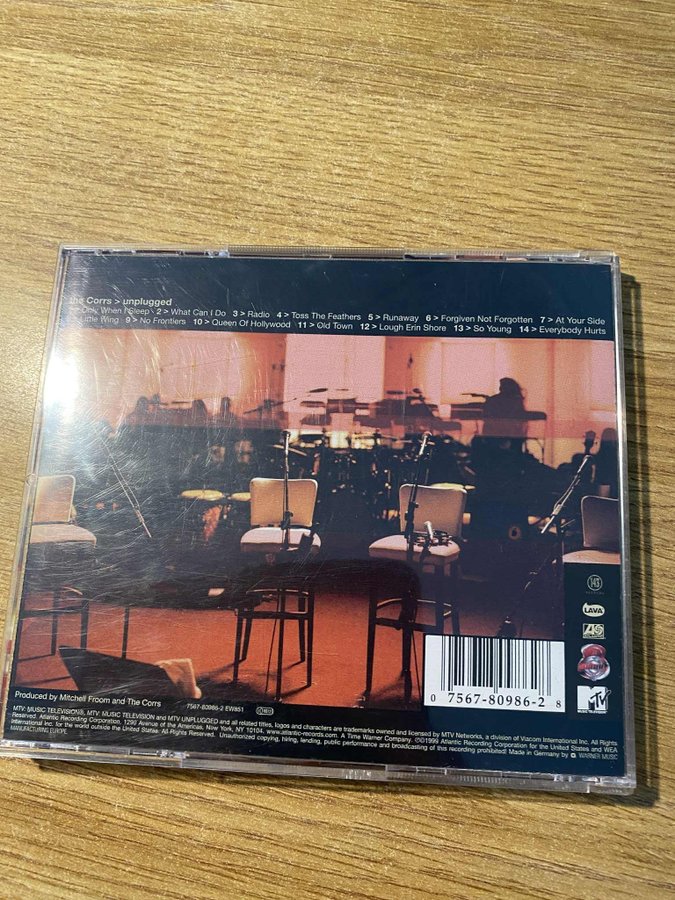 the Corrs > unplugged
Only When I Sleep 2 > What Can I Do 3 > Radio 4 > Toss The Feathers 5 > Runaway 6 > Forgiven Not Forgotten 7 > At Your Side
Little Wing 9 > No Frontiers 10 > Queen Of Hollywood 11 > Old Town 12 > Lough Erin Shore 13 > So Young 14 > Everybody Hurts
143
RECORDS
LAVA
Produced by Mitchell Froom and The Corrs
7567-80986-2 EW851
0 7567-80986-2 8
MTV
MUSIC TELEVISION
MTV: MUSIC TELEVISION®, MTV: MUSIC TELEVISION and MTV UNPLUGGED and all related titles, logos and characters are trademarks owned and licensed by MTV Networks, a division of Viacom International Inc. All Rights
Reserved. Atlantic Recording Corporation, 1290 Avenue of the Americas, New York, NY 10104. www.atlantic-records.com. A Time Warner Company. ℗©1999 Atlantic Recording Corporation for the United States and WEA
International Inc. for the world outside the United States. All Rights Reserved. Unauthorized copying, hiring, lending, public performance and broadcasting of this recording prohibited! Made in Germany by WARNER MUSIC
MANUFACTURING EUROPE.